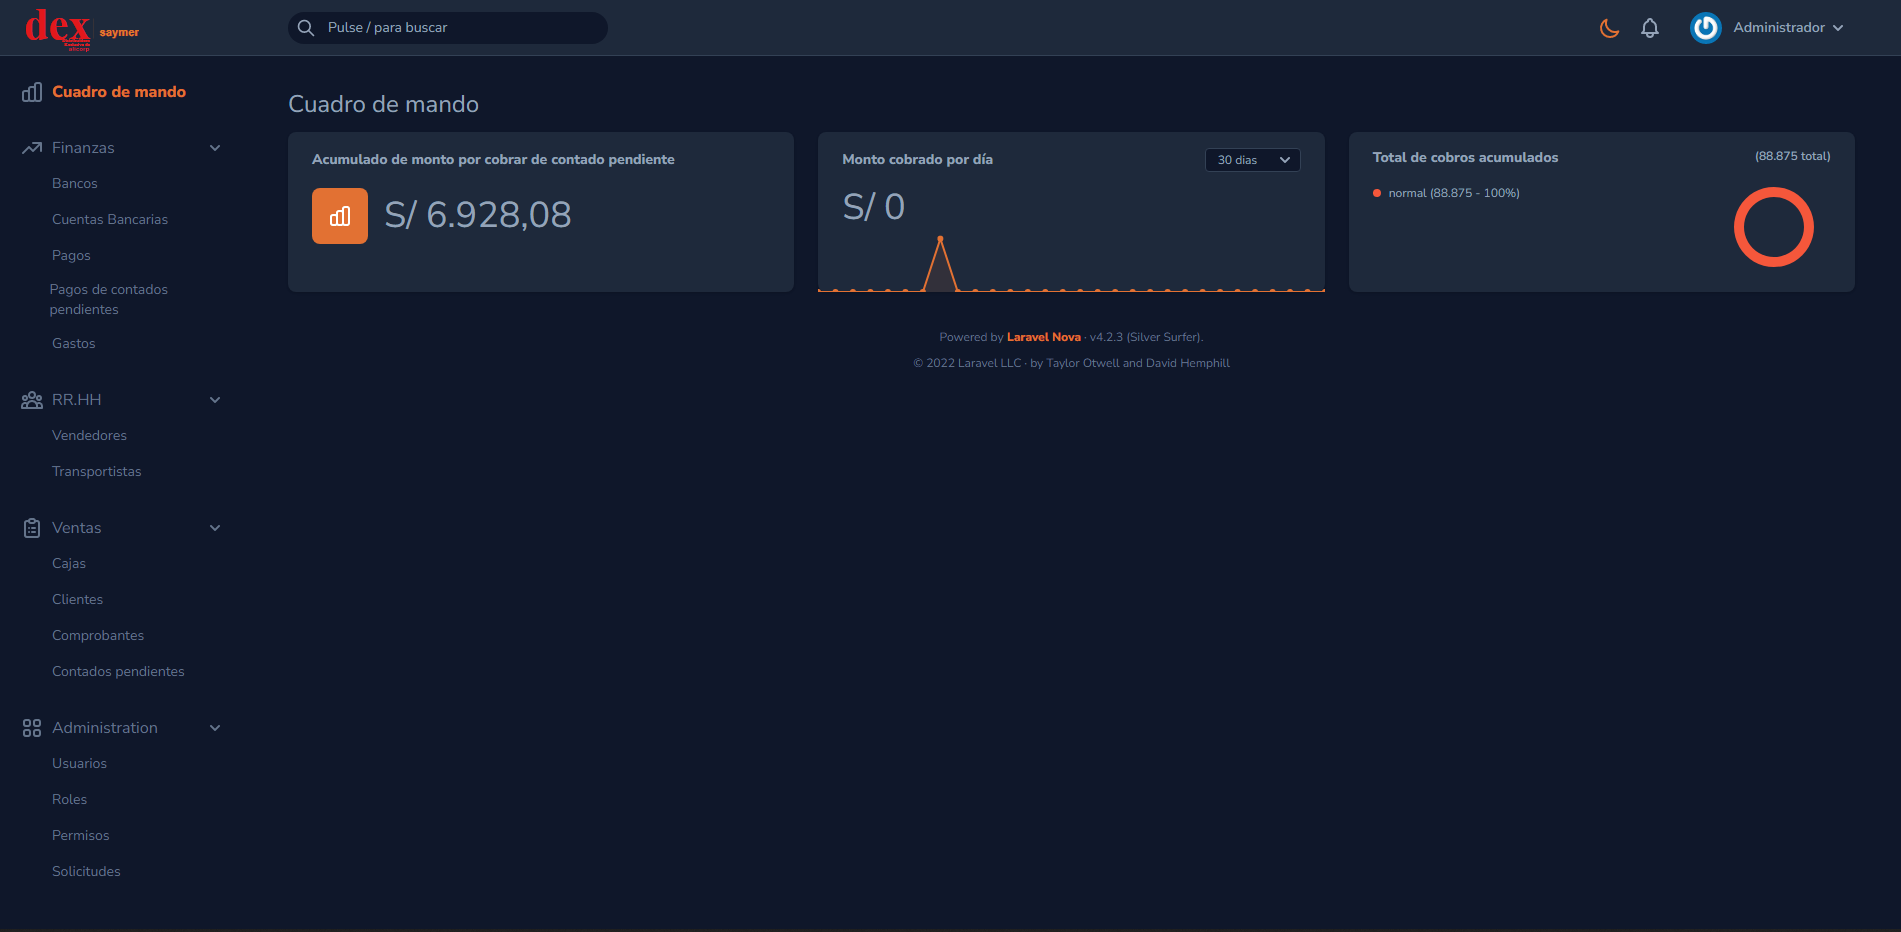 dex saymer
Pulse / para buscar
Administrador
Cuadro de mando
Finanzas
Bancos
Cuentas Bancarias
Pagos
Pagos de contados
pendientes
Gastos
RR.HH
Vendedores
Transportistas
Ventas
Cajas
Clientes
Comprobantes
Contados pendientes
Administration
Usuarios
Roles
Permisos
Solicitudes
Cuadro de mando
Acumulado de monto por cobrar de contado pendiente
S/ 6.928,08
Monto cobrado por día
30 dias
S/ 0
Total de cobros acumulados
(88.875 total)
normal (88.875 - 100%)
Powered by Laravel Nova · v4.2.3 (Silver Surfer).
© 2022 Laravel LLC · by Taylor Otwell and David Hemphill